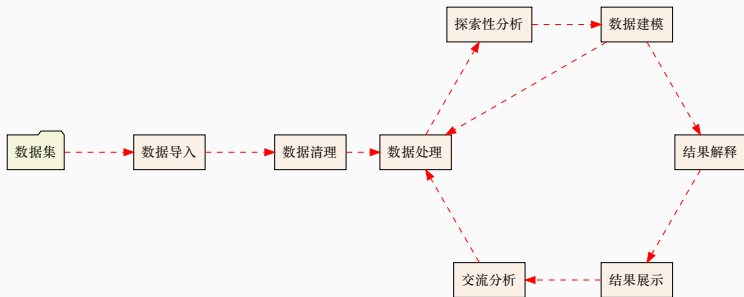 探索性分析
数据建模
数据集
数据导入
数据清理
数据处理
结果解释
交流分析
结果展示